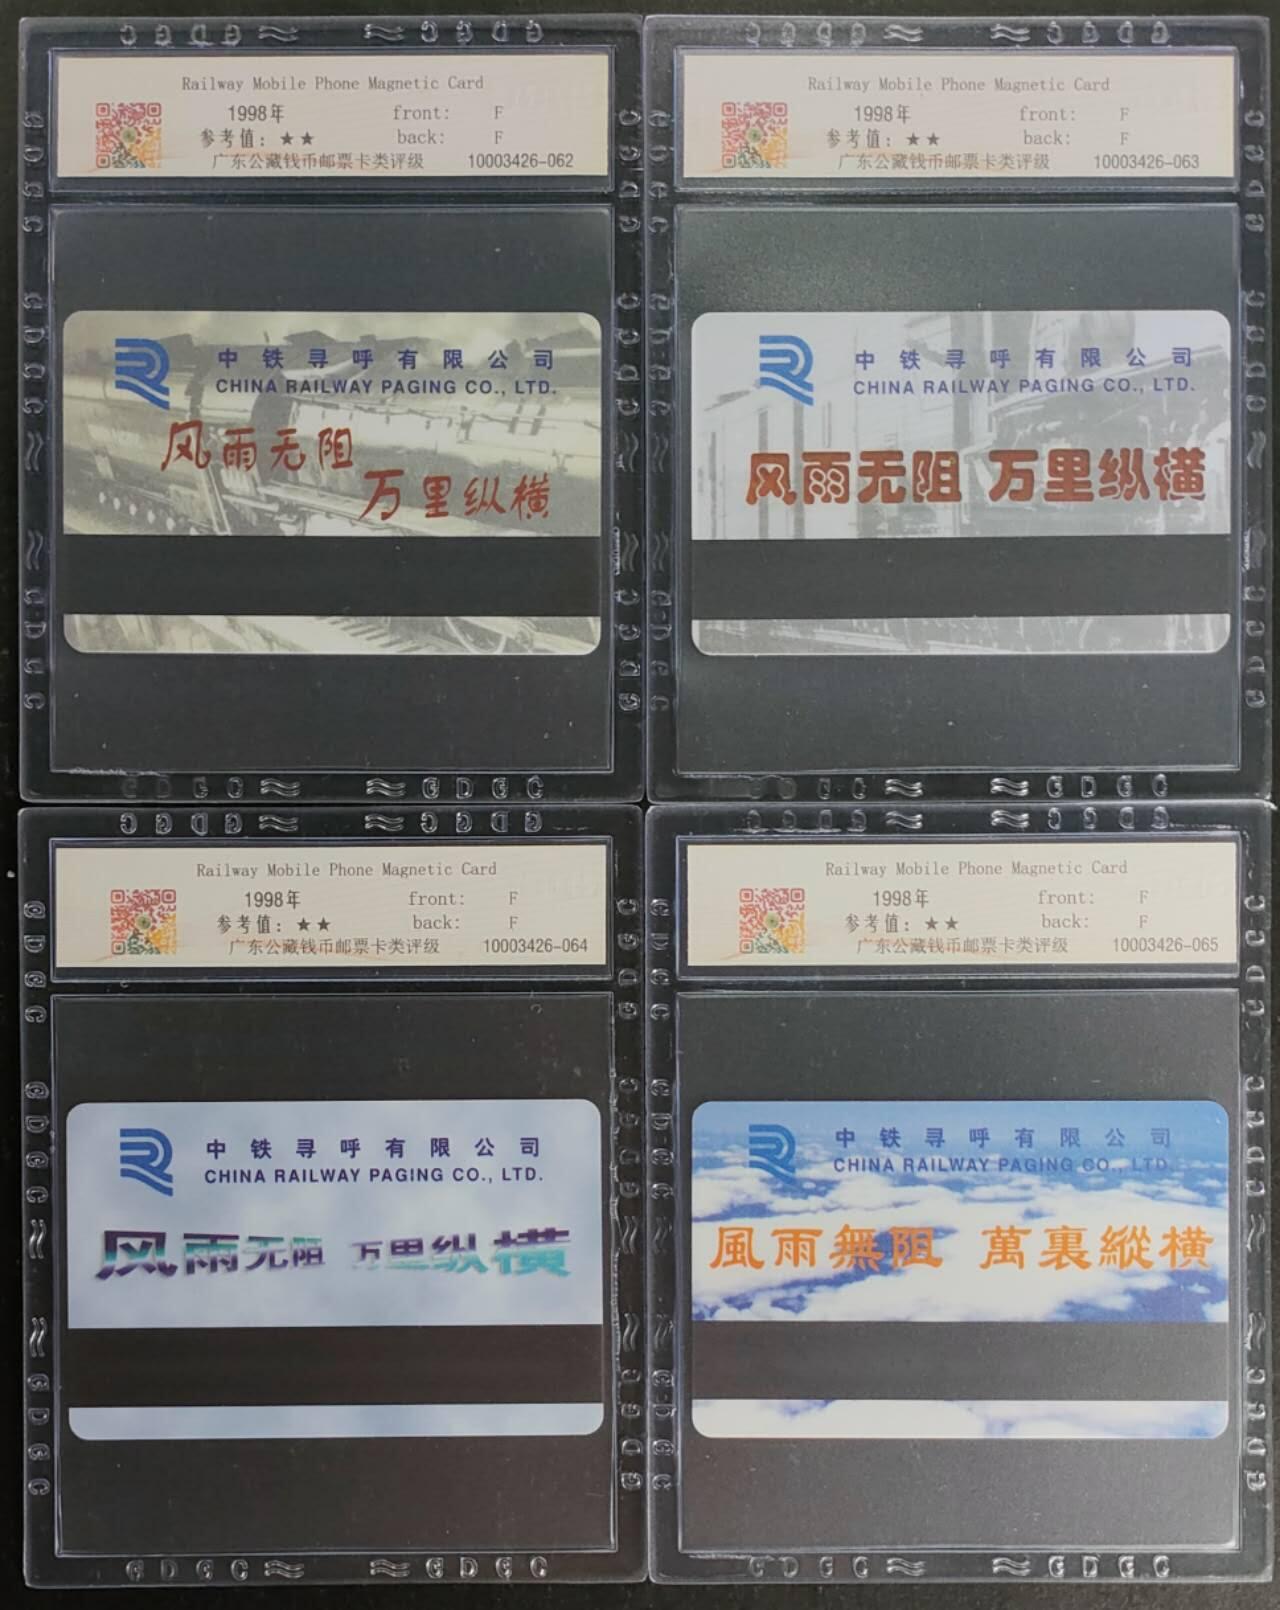 Railway Mobile Phone Magnetic Card
1998年 front: F
参考值：★★ back: F
广东公藏钱币邮票卡类评级 10003426-062
中铁寻呼有限公司
CHINA RAILWAY PAGING CO., LTD.
风雨无阻
万里纵横
Railway Mobile Phone Magnetic Card
1998年 front: F
参考值：★★ back: F
广东公藏钱币邮票卡类评级 10003426-063
中铁寻呼有限公司
CHINA RAILWAY PAGING CO., LTD.
风雨无阻 万里纵横
Railway Mobile Phone Magnetic Card
1998年 front: F
参考值：★★ back: F
广东公藏钱币邮票卡类评级 10003426-064
中铁寻呼有限公司
CHINA RAILWAY PAGING CO., LTD.
风雨无阻 万里纵横
Railway Mobile Phone Magnetic Card
1998年 front: F
参考值：★★ back: F
广东公藏钱币邮票卡类评级 10003426-065
中铁寻呼有限公司
CHINA RAILWAY PAGING CO., LTD.
風雨無阻 萬裏縱橫